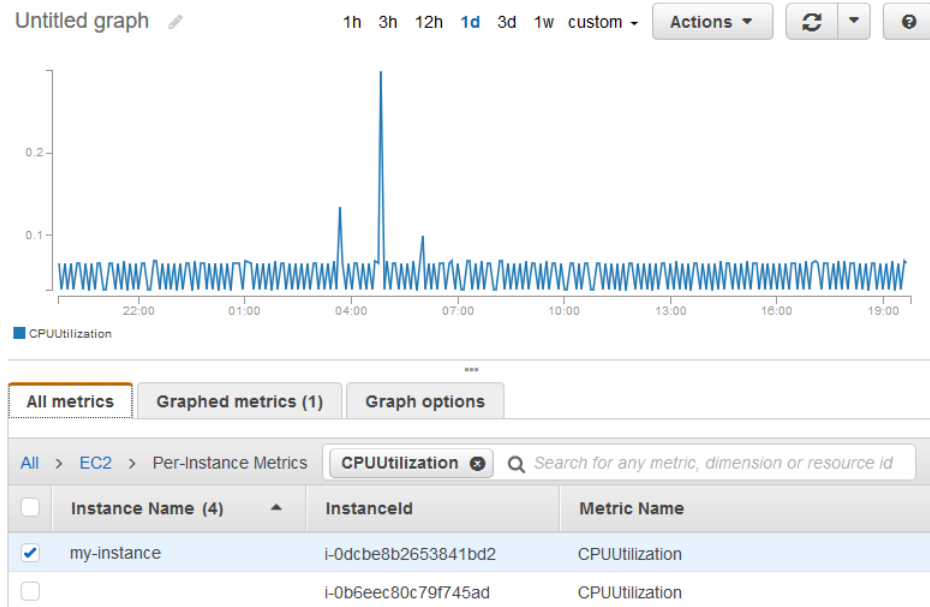 Untitled graph 1h 3h 12h 1d 3d 1w custom Actions
0.2
0.1
22:00 01:00 04:00 07:00 10:00 13:00 16:00 19:00
CPUUtilization
All metrics Graphed metrics (1) Graph options
All > EC2 > Per-Instance Metrics CPUUtilization Search for any metric, dimension or resource id
Instance Name (4) InstanceId Metric Name
my-instance i-0dcbe8b2653841bd2 CPUUtilization
i-0b6eec80c79f745ad CPUUtilization